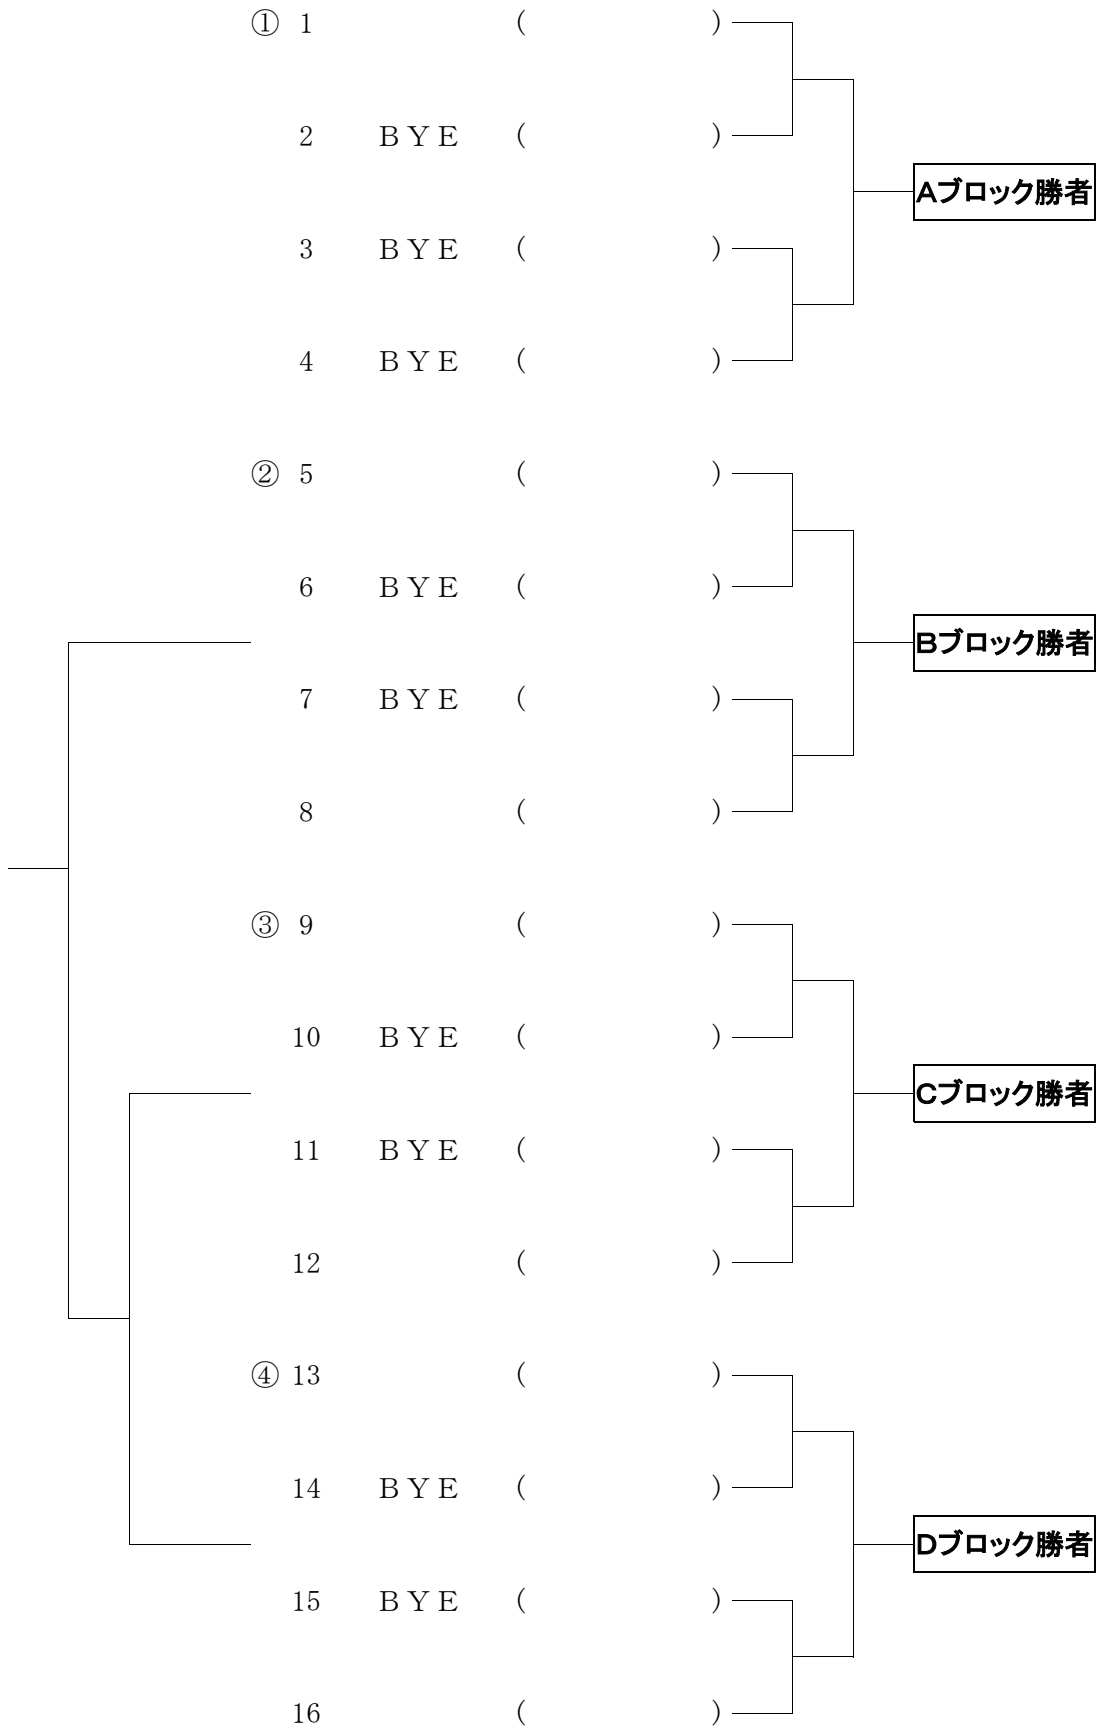 ① 1 ( )
2 ＢＹＥ ( )
Ａブロック勝者
3 ＢＹＥ ( )
4 ＢＹＥ ( )
② 5 ( )
6 ＢＹＥ ( )
Ｂブロック勝者
7 ＢＹＥ ( )
8 ( )
③ 9 ( )
10 ＢＹＥ ( )
Ｃブロック勝者
11 ＢＹＥ ( )
12 ( )
④ 13 ( )
14 ＢＹＥ ( )
Ｄブロック勝者
15 ＢＹＥ ( )
16 ( )